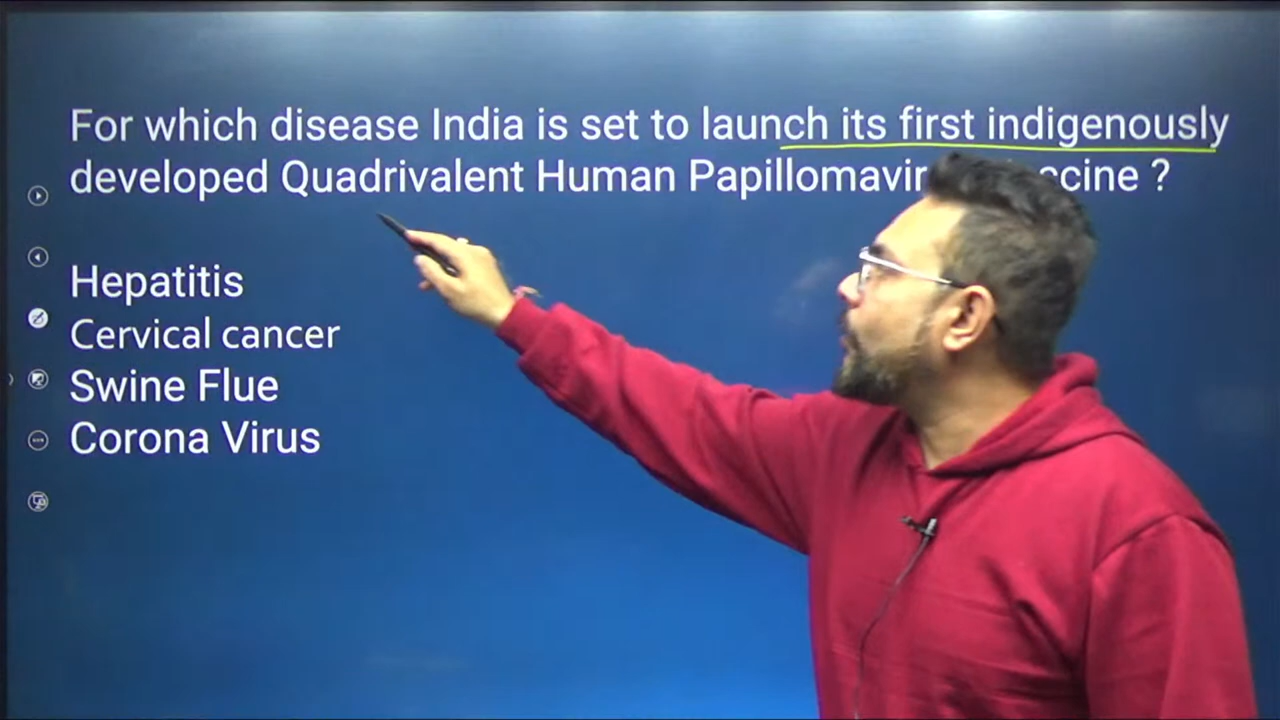 For which disease India is set to launch its first indigenously
developed Quadrivalent Human Papillomavir ccine ?
Hepatitis
Cervical cancer
Swine Flue
Corona Virus